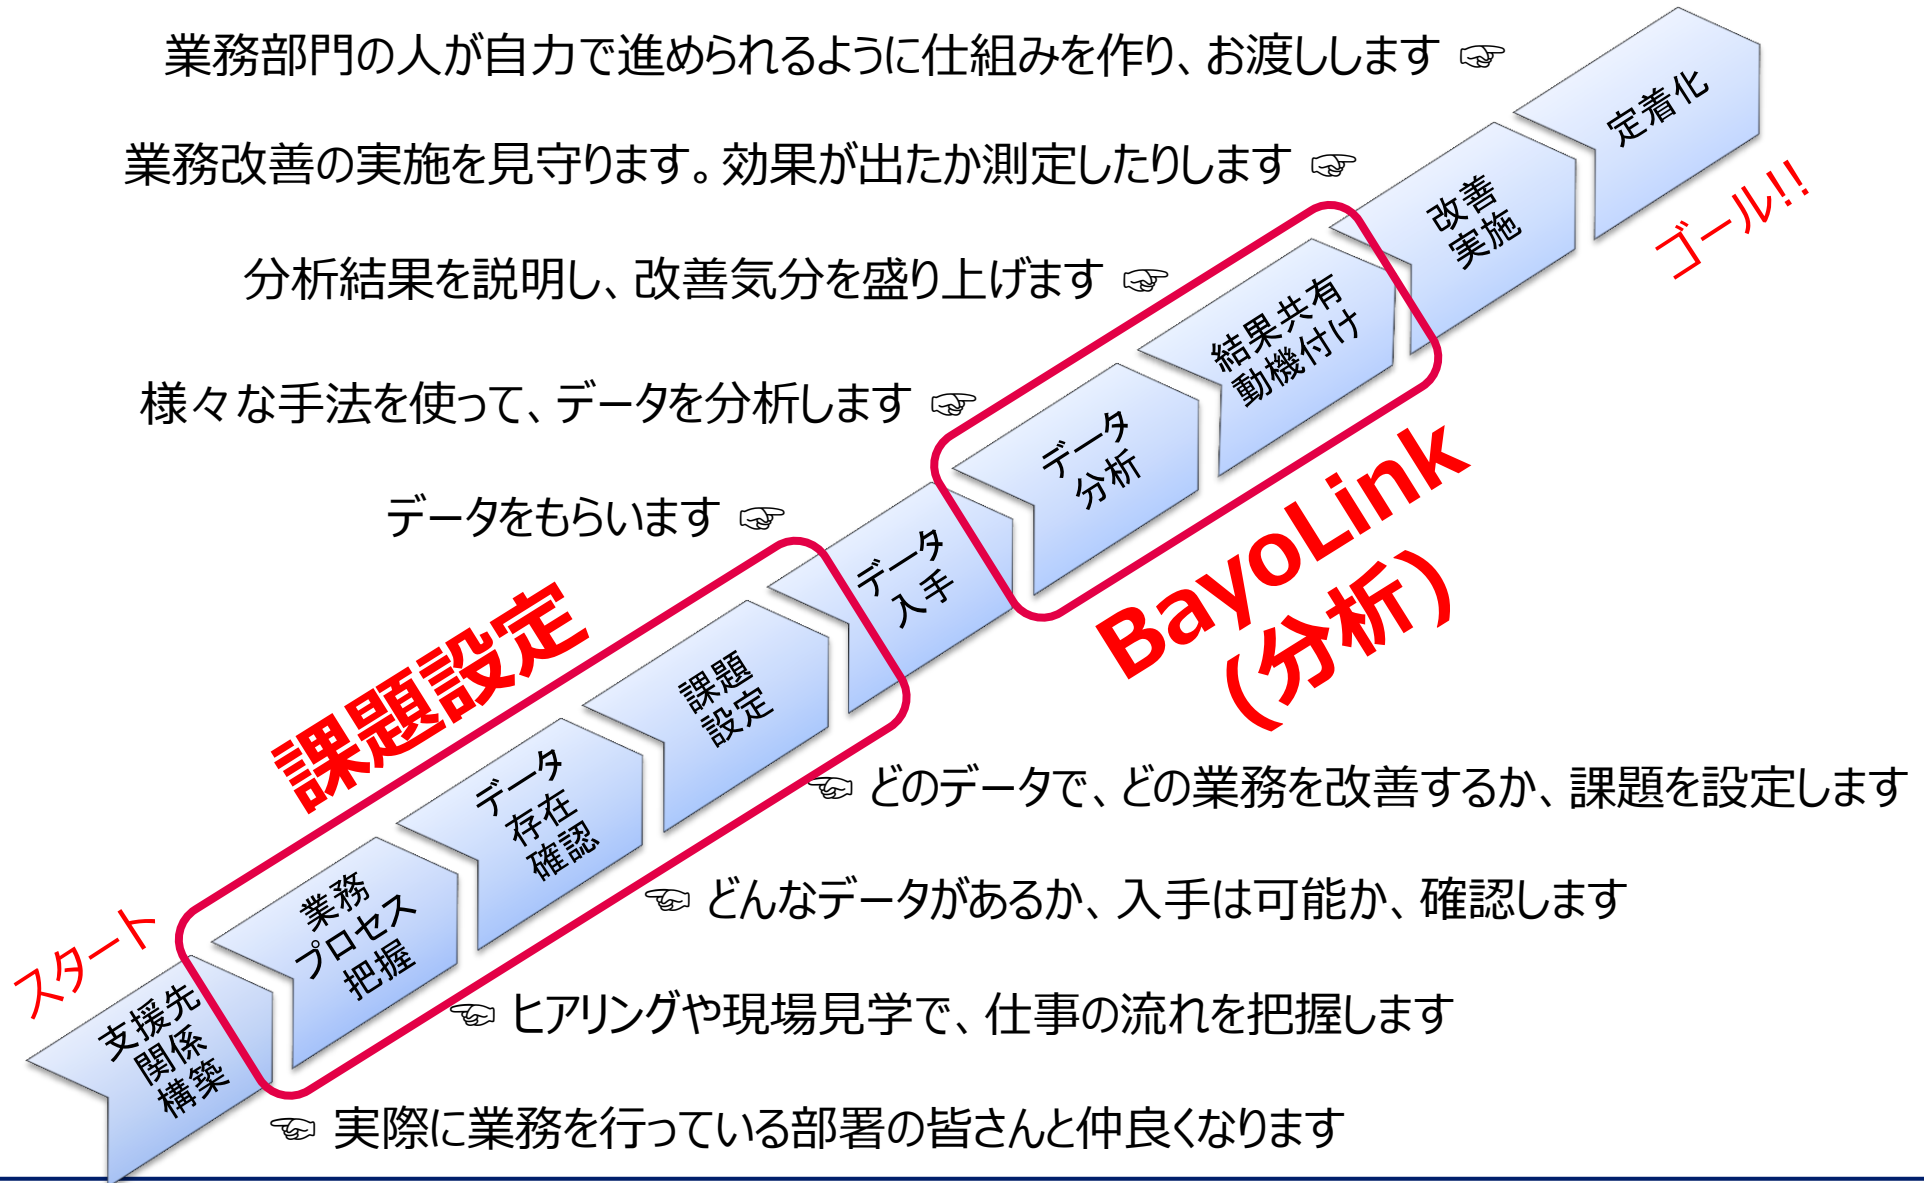 業務部門の人が自力で進められるように仕組みを作り、お渡しします ☞
定着化
業務改善の実施を見守ります。効果が出たか測定したりします ☞
改善
実施
ゴール!!
分析結果を説明し、改善気分を盛り上げます ☞
結果共有
動機付け
様々な手法を使って、データを分析します ☞
データ
分析
BayoLink
(分析)
データをもらいます ☞
データ
入手
課題設定
課題
設定
☜ どのデータで、どの業務を改善するか、課題を設定します
データ
存在
確認
☜ どんなデータがあるか、入手は可能か、確認します
業務
プロセス
把握
☜ ヒアリングや現場見学で、仕事の流れを把握します
スタート
支援先
関係
構築
☜ 実際に業務を行っている部署の皆さんと仲良くなります